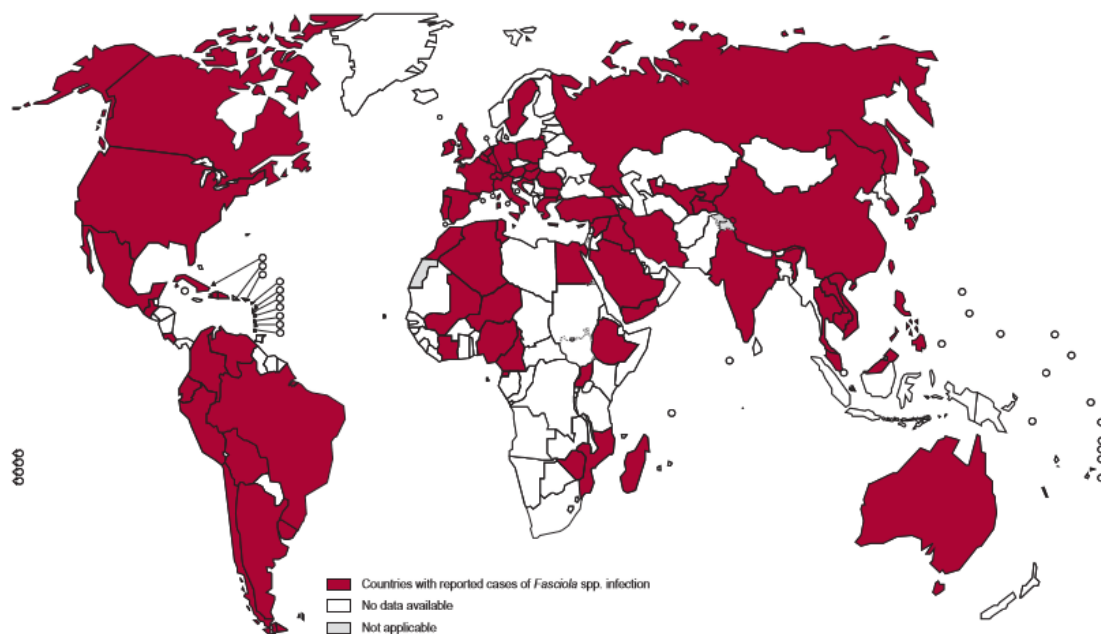 Countries with reported cases of Fasciola spp. infection
No data available
Not applicable